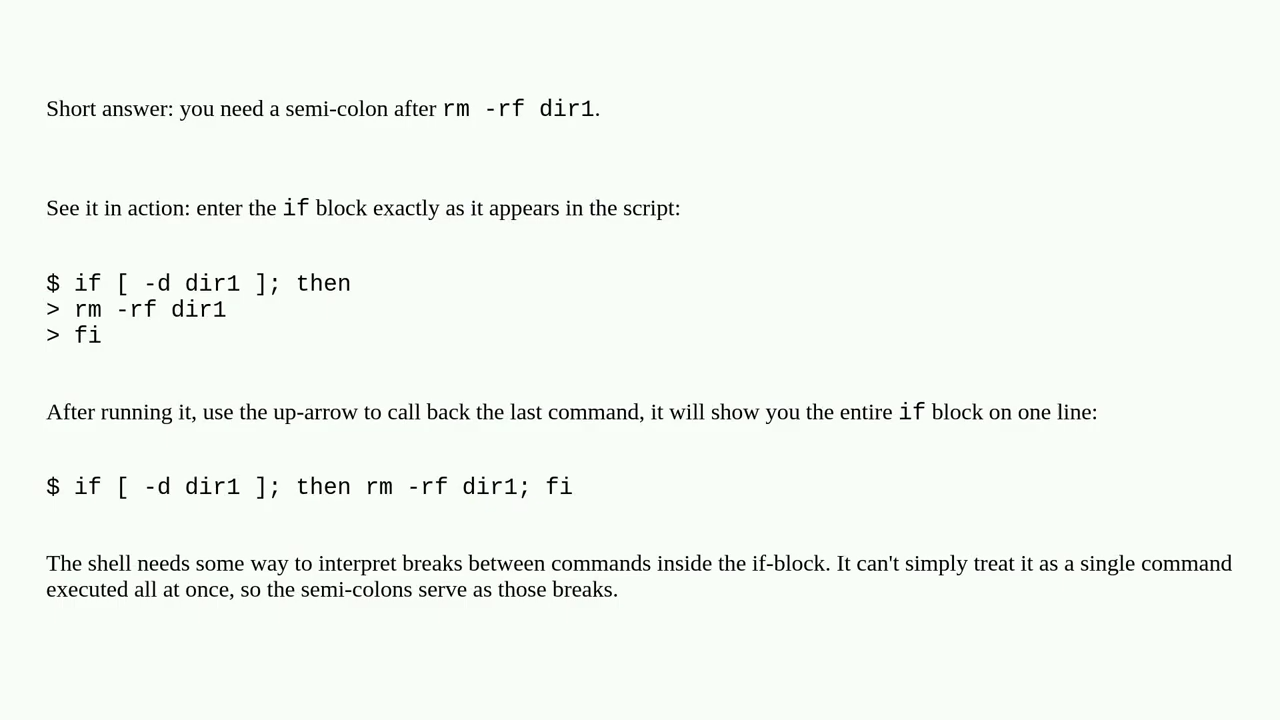 Short answer: you need a semi-colon after rm -rf dir1.
See it in action: enter the if block exactly as it appears in the script:
$ if [ -d dir1 ]; then
> rm -rf dir1
> fi
After running it, use the up-arrow to call back the last command, it will show you the entire if block on one line:
$ if [ -d dir1 ]; then rm -rf dir1; fi
The shell needs some way to interpret breaks between commands inside the if-block. It can't simply treat it as a single command
executed all at once, so the semi-colons serve as those breaks.